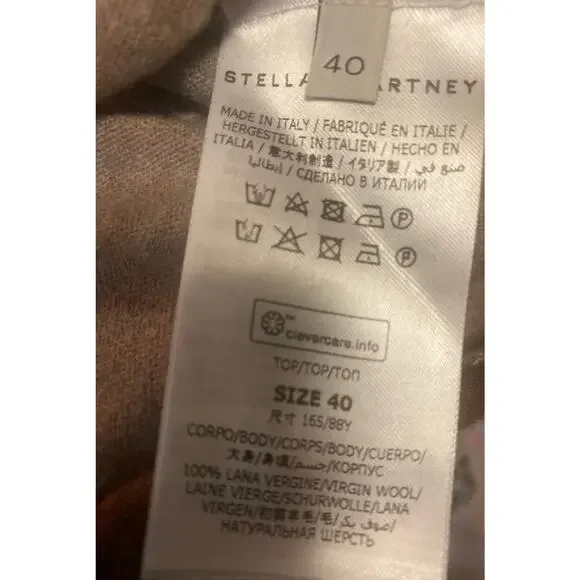 40
STELLA ARTNEY
MADE IN ITALY / FABRIQUÉ EN ITALIE /
HERGESTELLT IN ITALIEN / HECHO EN
ITALIA / 意大利制造 / イタリア製 / صنع في
إيطاليا / СДЕЛАНО В ИТАЛИИ
P
P
™
clevercare.info
TOP/TOP/ТОП
SIZE 40
尺寸 165/88Y
CORPO/BODY/CORPS/BODY/CUERPO/
大身/身頃/جسم/КОРПУС
100% LANA VERGINE/VIRGIN WOOL/
LAINE VIERGE/SCHURWOLLE/LANA
VIRGEN/初剪羊毛/毛/صوف بكر/
НАТУРАЛЬНАЯ ШЕРСТЬ